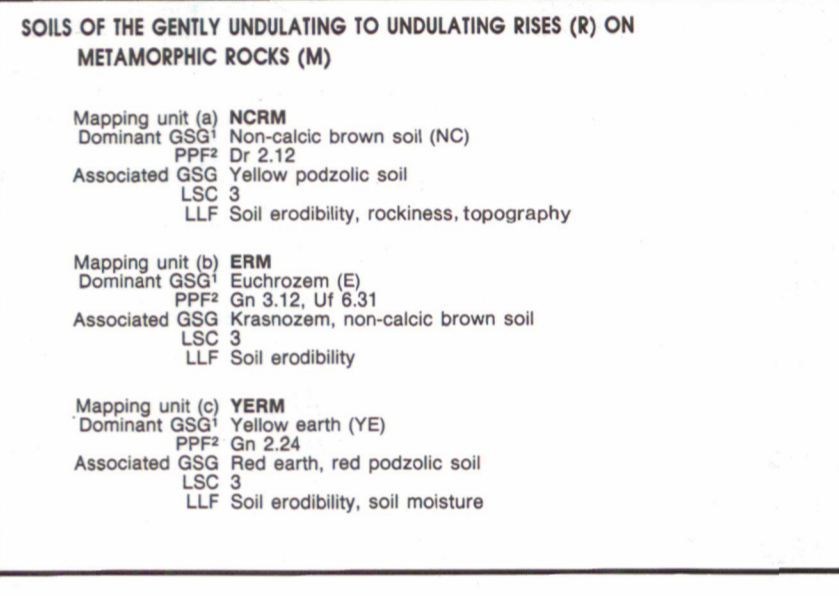 SOILS OF THE GENTLY UNDULATING TO UNDULATING RISES (R) ON
METAMORPHIC ROCKS (M)
Mapping unit (a) NCRM
Dominant GSG¹ Non-calcic brown soil (NC)
PPF² Dr 2.12
Associated GSG Yellow podzolic soil
LSC 3
LLF Soil erodibility, rockiness, topography
Mapping unit (b) ERM
Dominant GSG¹ Euchrozem (E)
PPF² Gn 3.12, Uf 6.31
Associated GSG Krasnozem, non-calcic brown soil
LSC 3
LLF Soil erodibility
Mapping unit (c) YERM
Dominant GSG¹ Yellow earth (YE)
PPF² Gn 2.24
Associated GSG Red earth, red podzolic soil
LSC 3
LLF Soil erodibility, soil moisture